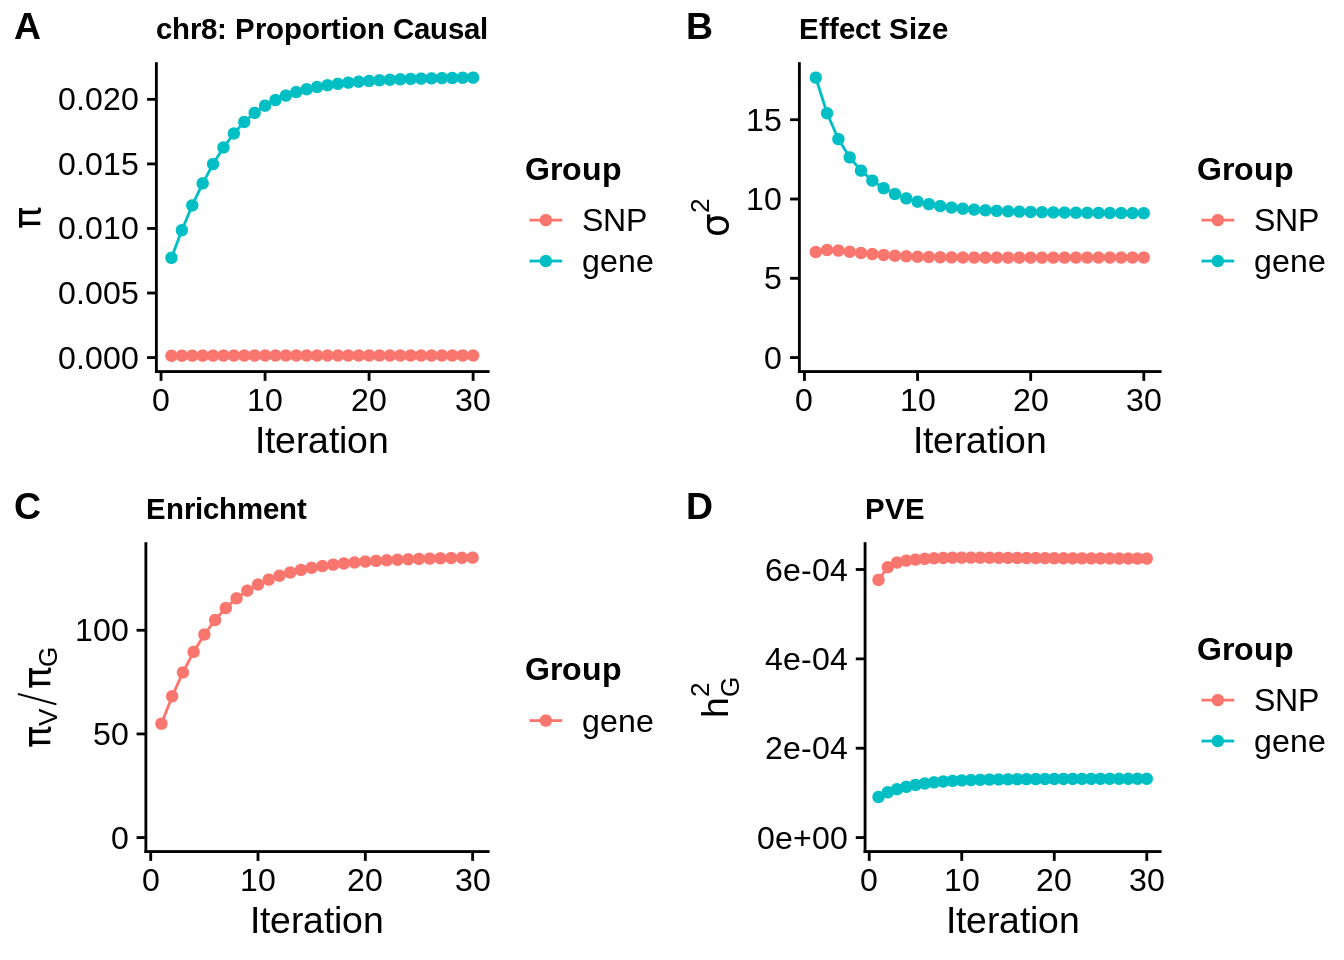 A
chr8: Proportion Causal
π
0.020
0.015
0.010
0.005
0.000
0 10 20 30
Iteration
Group
SNP
gene
B
Effect Size
σ²
15
10
5
0
0 10 20 30
Iteration
Group
SNP
gene
C
Enrichment
π_V/π_G
100
50
0
0 10 20 30
Iteration
Group
gene
D
PVE
h²_G
6e-04
4e-04
2e-04
0e+00
0 10 20 30
Iteration
Group
SNP
gene